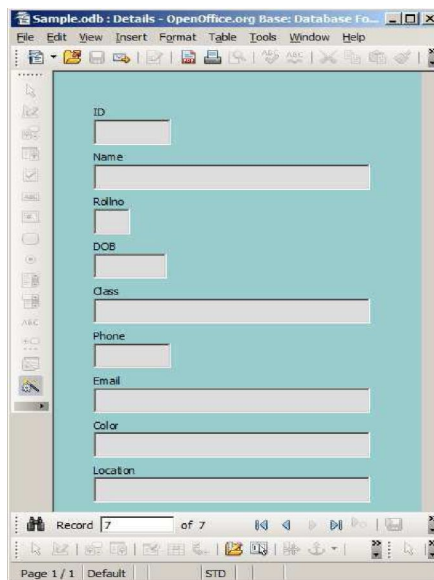 Sample.odb : Details - OpenOffice.org Base: Database Fo...
File Edit View Insert Format Table Tools Window Help
ID
Name
Rollno
DOB
Class
Phone
Email
Color
Location
Record 7 of 7
Page 1 / 1 Default STD